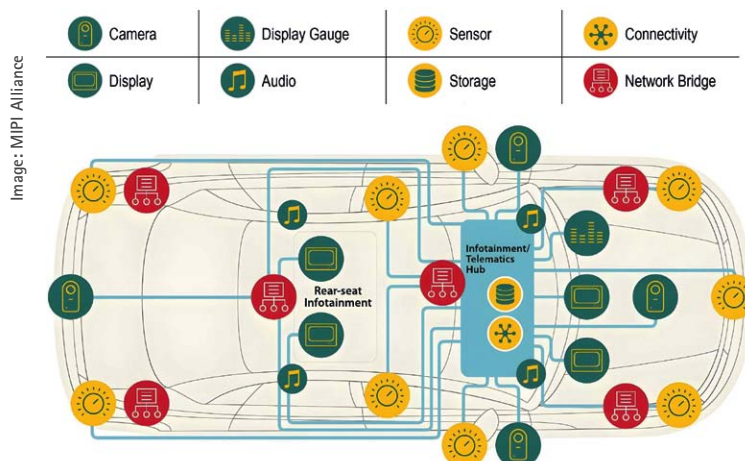 Image: MIPI Alliance
Camera
Display Gauge
Sensor
Connectivity
Display
Audio
Storage
Network Bridge
Infotainment/
Telematics
Hub
Rear-seat
Infotainment